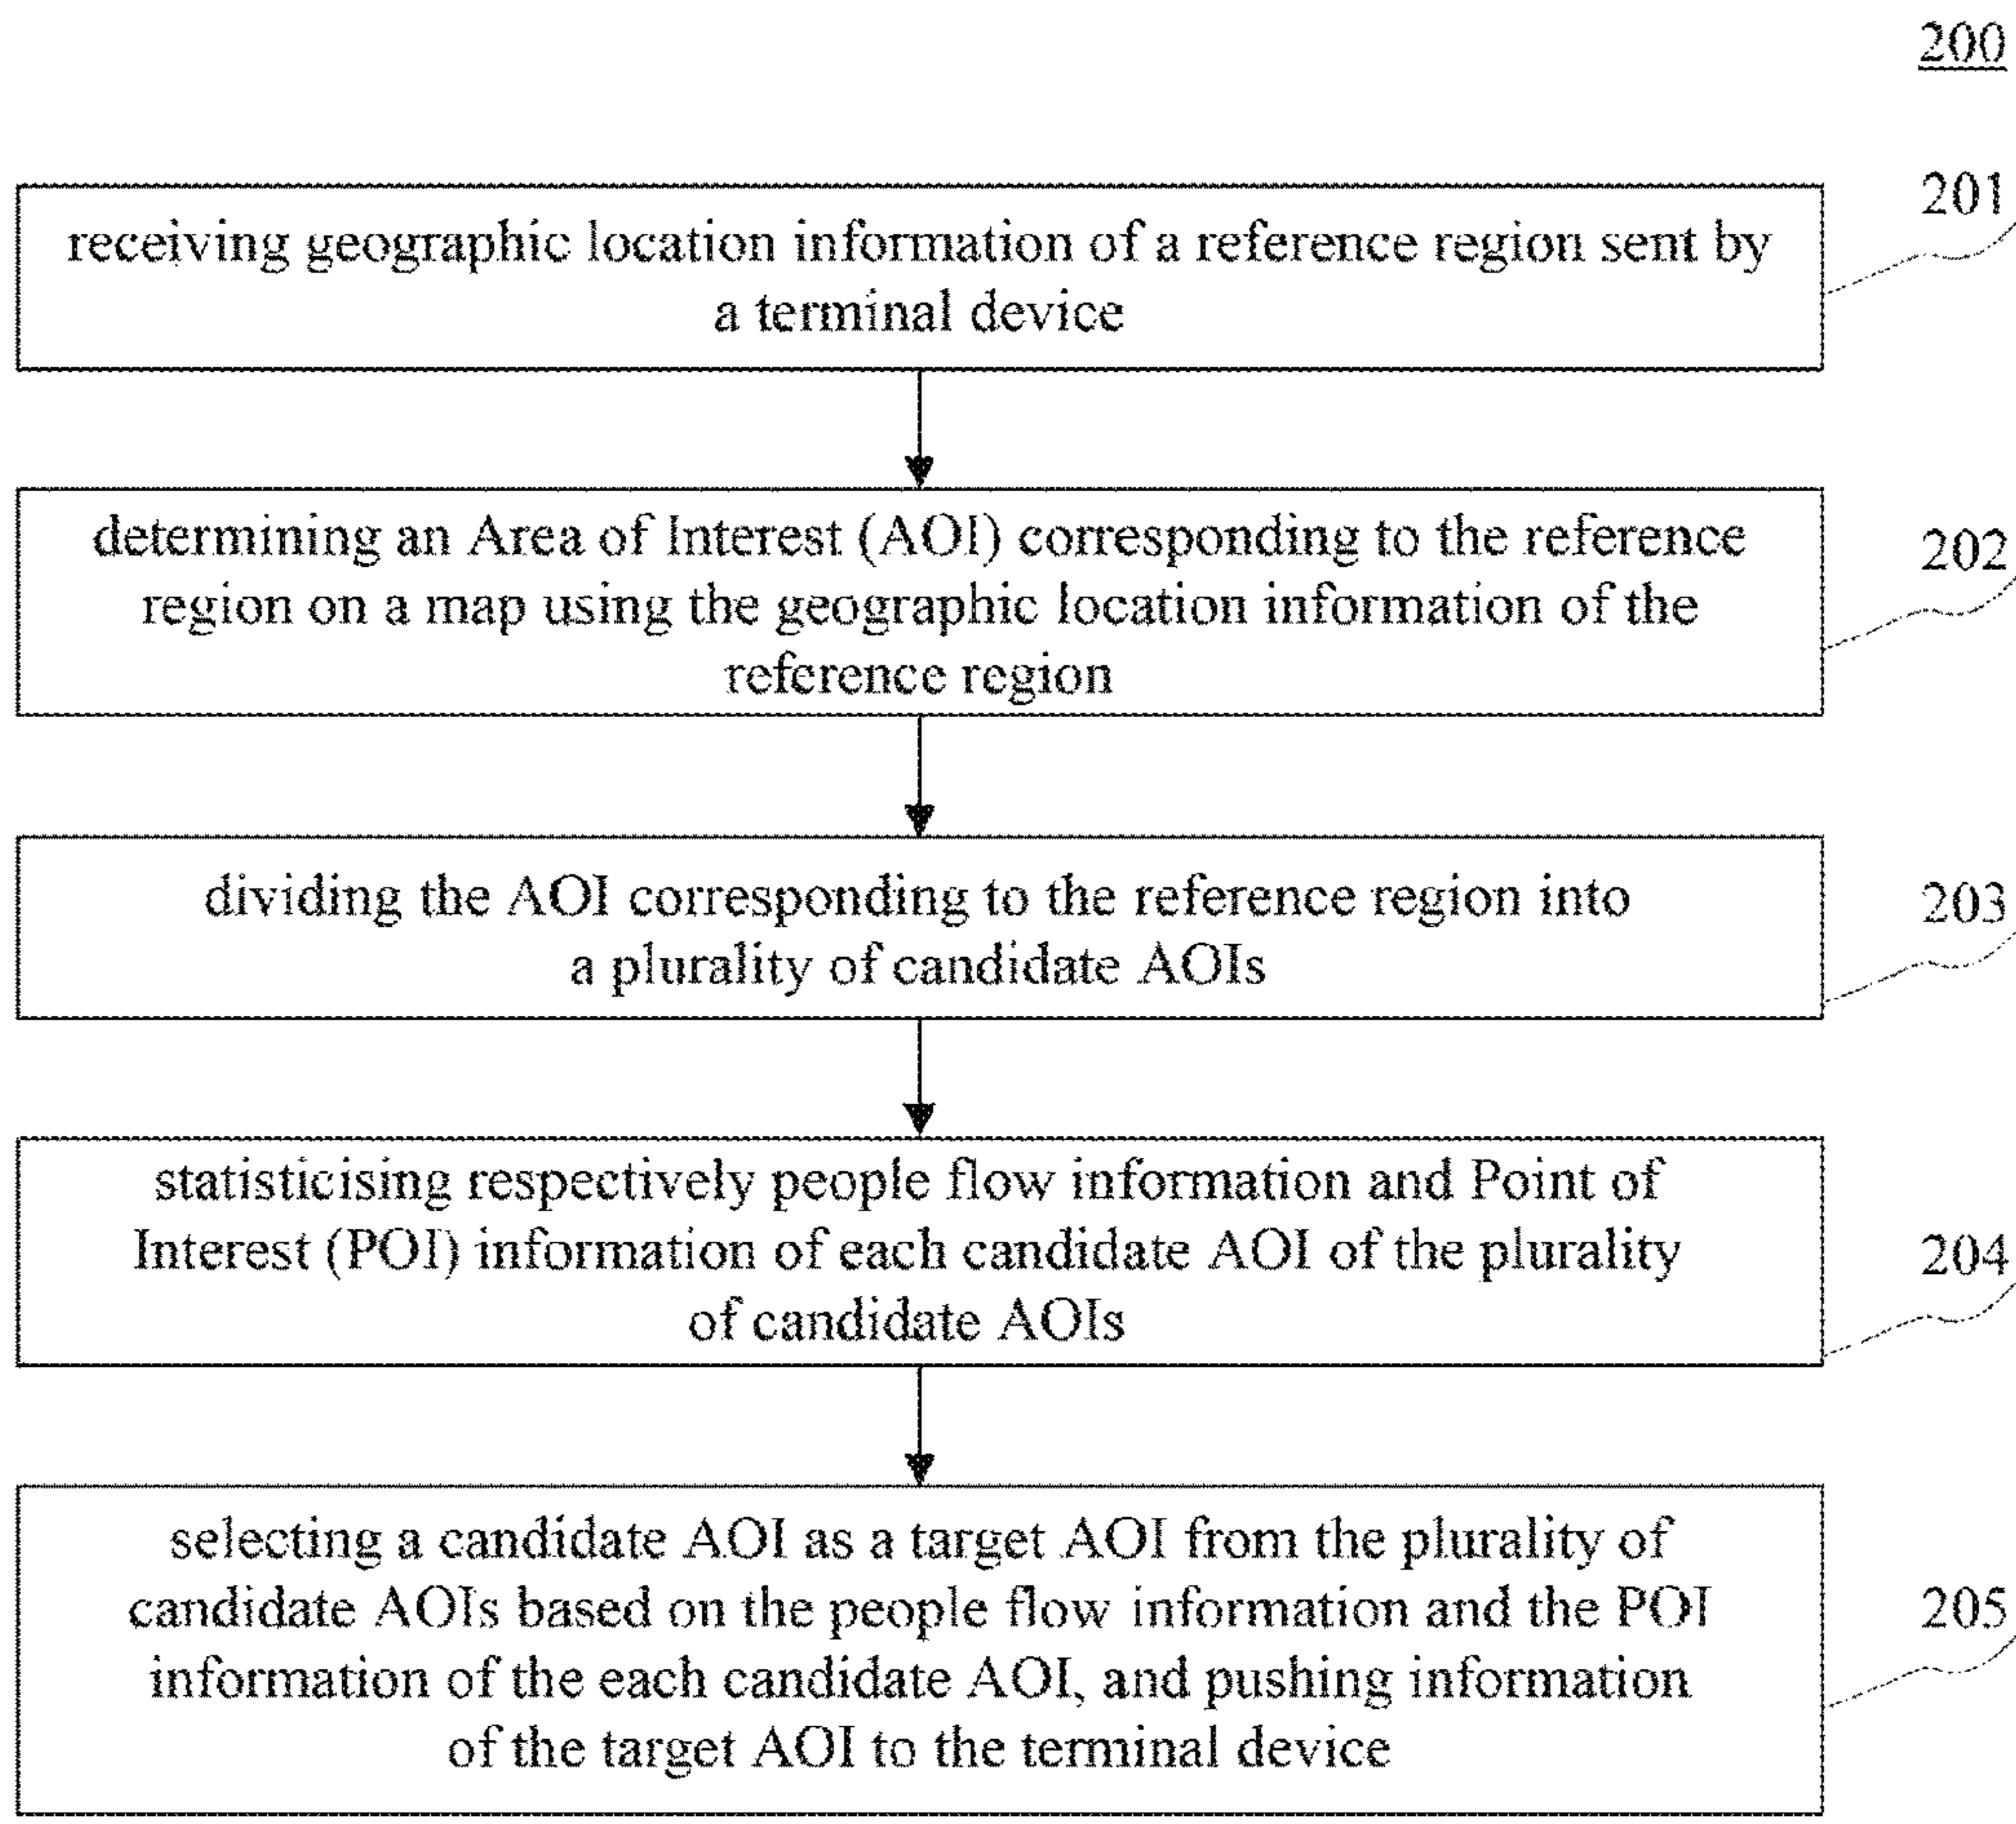 200
201
receiving geographic location information of a reference region sent by
a terminal device
determining an Area of Interest (AOI) corresponding to the reference
region on a map using the geographic location information of the
reference region
202
dividing the AOI corresponding to the reference region into
a plurality of candidate AOIs
203
statisticising respectively people flow information and Point of
Interest (POI) information of each candidate AOI of the plurality
of candidate AOIs
204
selecting a candidate AOI as a target AOI from the plurality of
candidate AOIs based on the people flow information and the POI
information of the each candidate AOI, and pushing information
of the target AOI to the terminal device
205